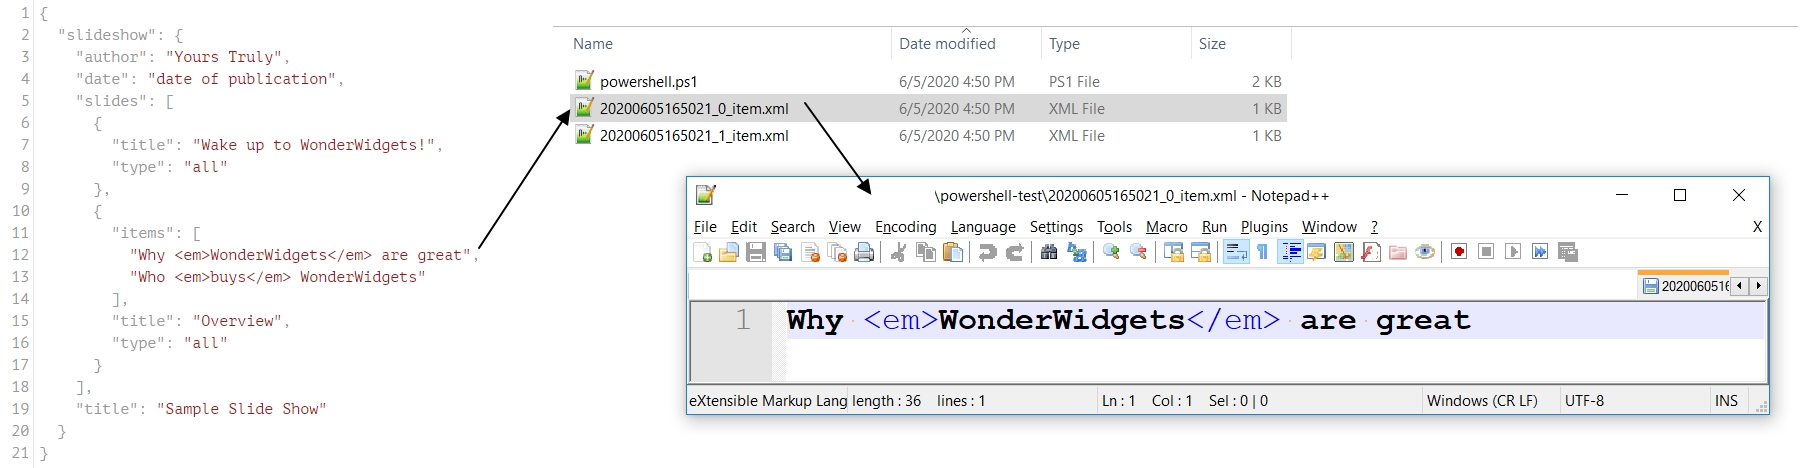 1 {
2 "slideshow": {
3 "author": "Yours Truly",
4 "date": "date of publication",
5 "slides": [
6 {
7 "title": "Wake up to WonderWidgets!",
8 "type": "all"
9 },
10 {
11 "items": [
12 "Why <em>WonderWidgets</em> are great",
13 "Who <em>buys</em> WonderWidgets"
14 ],
15 "title": "Overview",
16 "type": "all"
17 }
18 ],
19 "title": "Sample Slide Show"
20 }
21 }
Name Date modified Type Size
powershell.ps1 6/5/2020 4:50 PM PS1 File 2 KB
20200605165021_0_item.xml 6/5/2020 4:50 PM XML File 1 KB
20200605165021_1_item.xml 6/5/2020 4:50 PM XML File 1 KB
\powershell-test\20200605165021_0_item.xml - Notepad++
File Edit Search View Encoding Language Settings Tools Macro Run Plugins Window ? X
2020060516
1 Why <em>WonderWidgets</em> are great
eXtensible Markup Lang length : 36 lines : 1 Ln : 1 Col : 1 Sel : 0 | 0 Windows (CR LF) UTF-8 INS